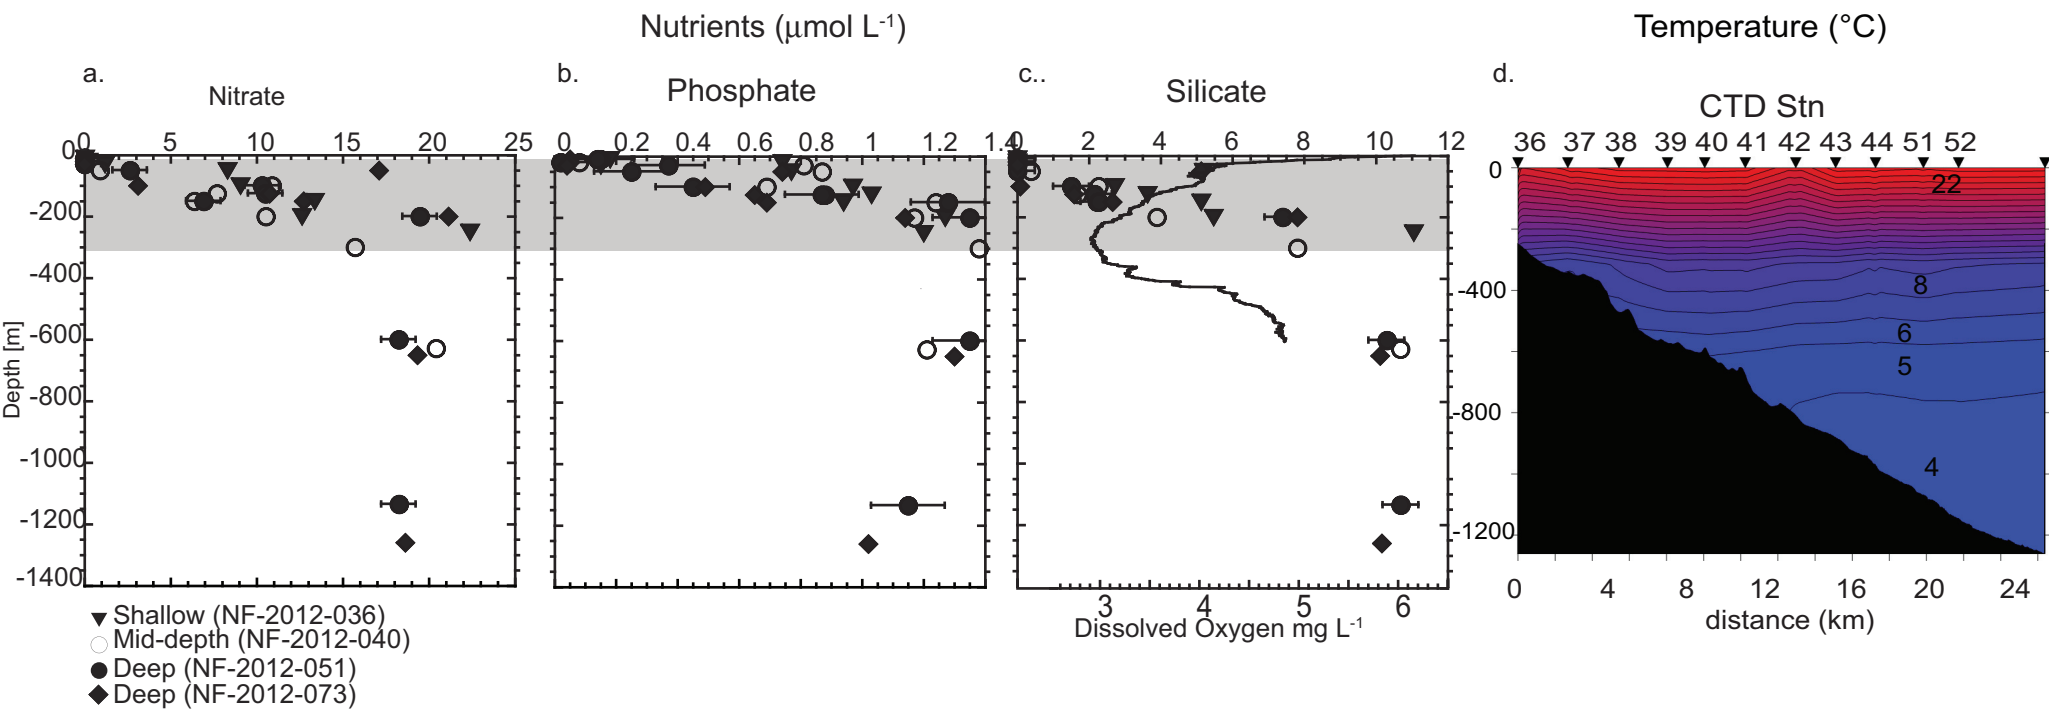 Nutrients (μmol L-1)
Temperature (°C)
a.
b.
c..
d.
Nitrate
Phosphate
Silicate
CTD Stn
0 5 10 15 20 25
0 0.2 0.4 0.6 0.8 1 1.2 1.4
0 2 4 6 8 10 12
36 37 38 39 40 41 42 43 44 51 52
0
-200
-400
-600
-800
-1000
-1200
-1400
Depth [m]
0
-400
-800
-1200
22
8
6
5
4
3 4 5 6
Dissolved Oxygen mg L-1
0 4 8 12 16 20 24
distance (km)
Shallow (NF-2012-036)
Mid-depth (NF-2012-040)
Deep (NF-2012-051)
Deep (NF-2012-073)